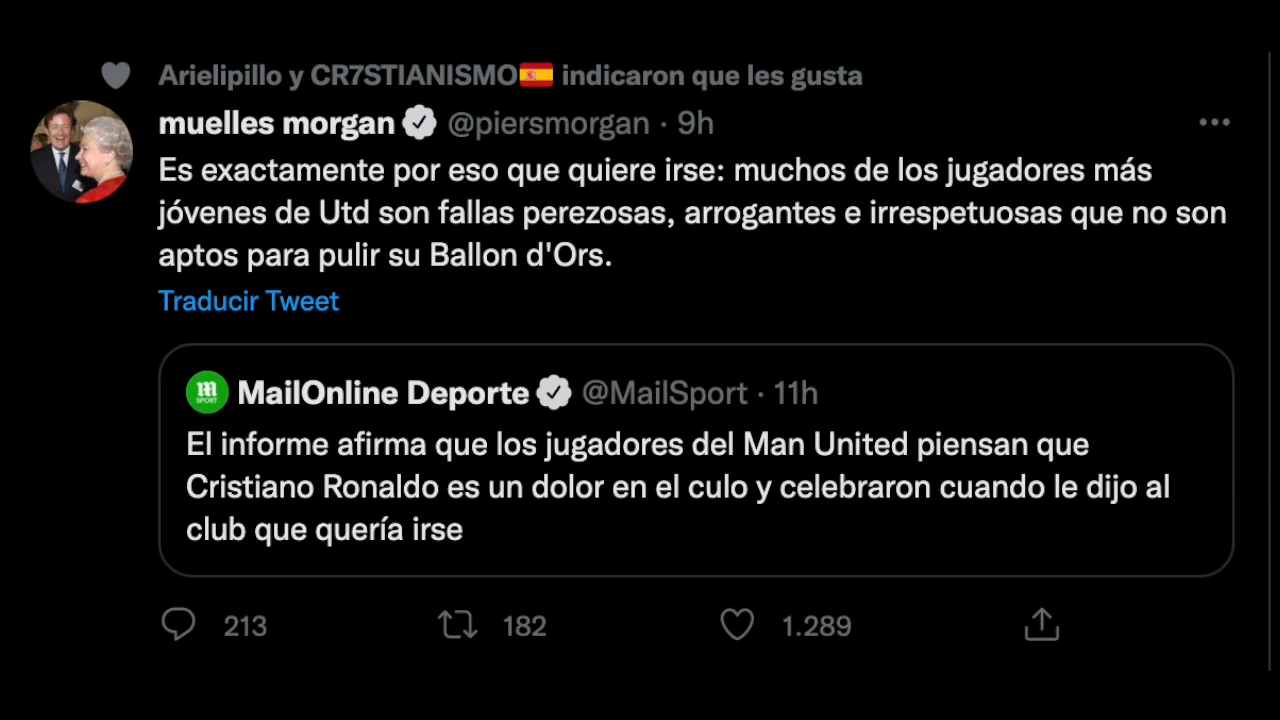 Arielipillo y CR7STIANISMO🇪🇸 indicaron que les gusta
muelles morgan @piersmorgan · 9h
Es exactamente por eso que quiere irse: muchos de los jugadores más
jóvenes de Utd son fallas perezosas, arrogantes e irrespetuosas que no son
aptos para pulir su Ballon d'Ors.
Traducir Tweet
m SPORT
MailOnline Deporte @MailSport · 11h
El informe afirma que los jugadores del Man United piensan que
Cristiano Ronaldo es un dolor en el culo y celebraron cuando le dijo al
club que quería irse
213 182 1.289